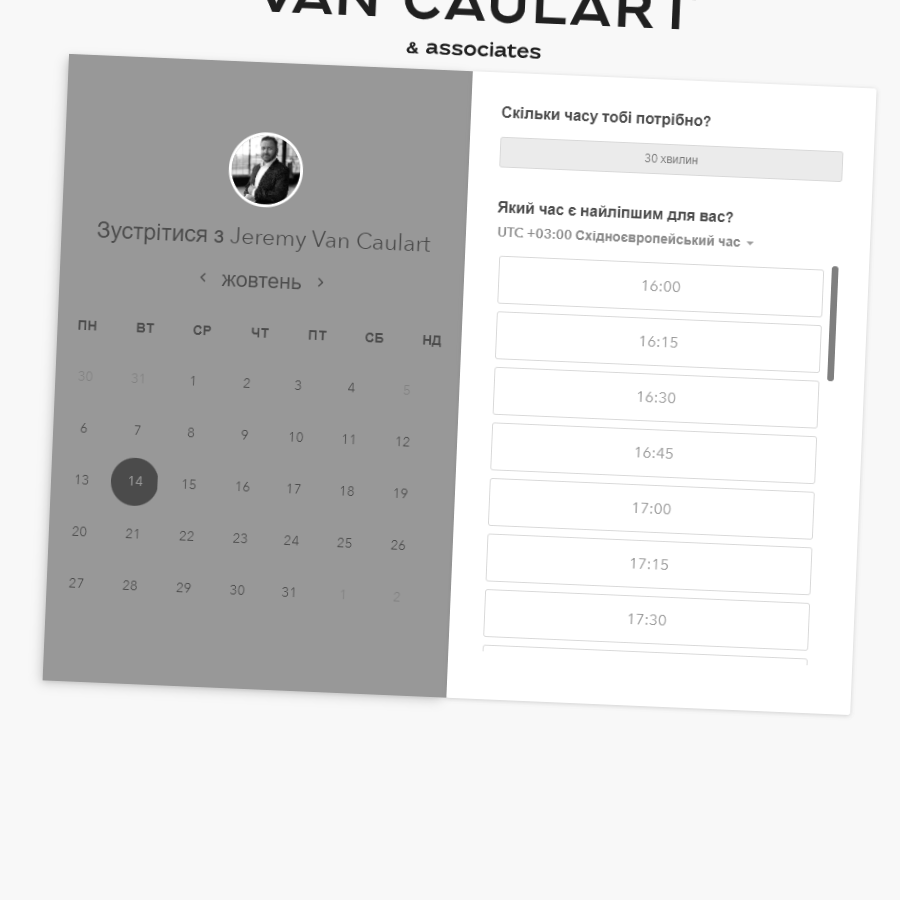 VAN CAULART
& associates
Зустрітися з Jeremy Van Caulart
жовтень
ПН ВТ СР ЧТ ПТ СБ НД
30 31 1 2 3 4 5
6 7 8 9 10 11 12
13 14 15 16 17 18 19
20 21 22 23 24 25 26
27 28 29 30 31 1 2
Скільки часу тобі потрібно?
30 хвилин
Який час є найліпшим для вас?
UTC +03:00 Східноєвропейський час
16:00
16:15
16:30
16:45
17:00
17:15
17:30